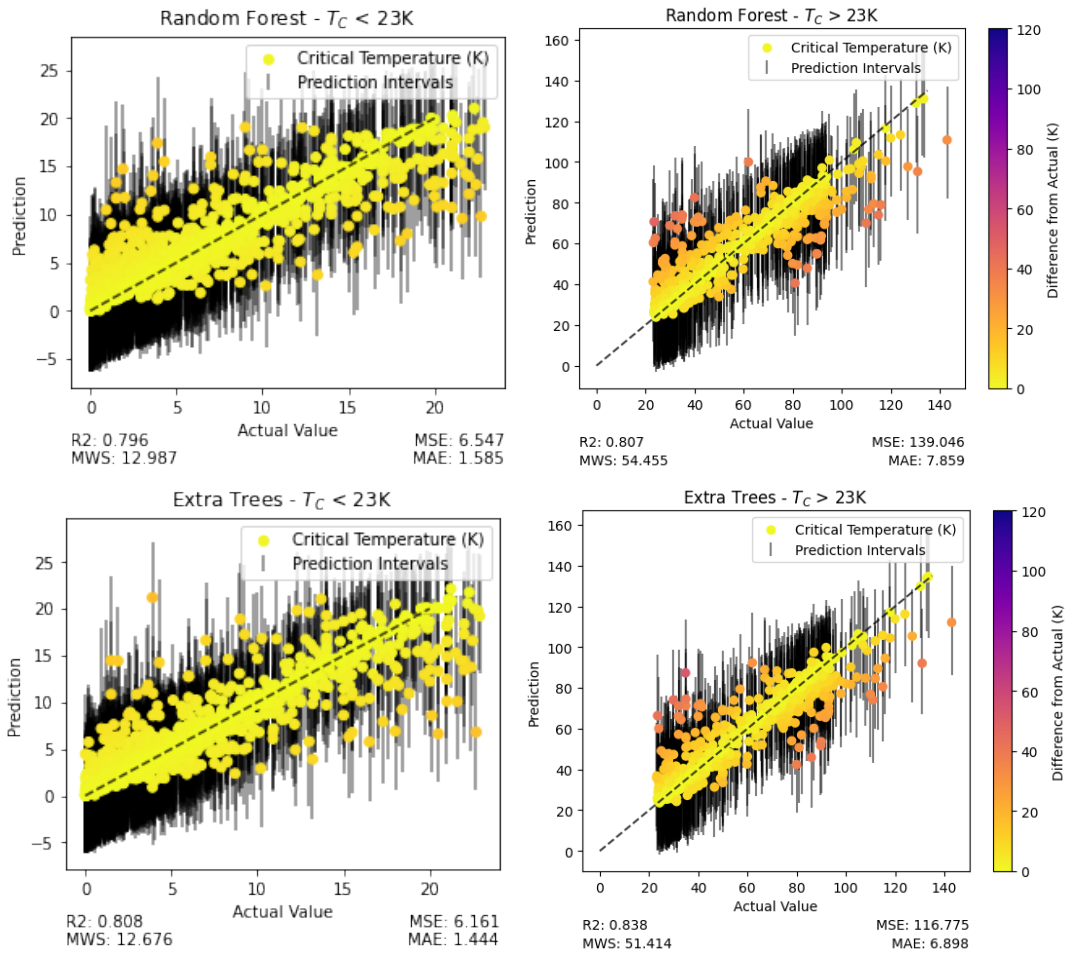 Random Forest - T_C < 23K
Critical Temperature (K)
Prediction Intervals
25
20
15
10
5
0
−5
Prediction
0
5
10
15
20
Actual Value
R2: 0.796
MSE: 6.547
MWS: 12.987
MAE: 1.585
Random Forest - T_C > 23K
Critical Temperature (K)
Prediction Intervals
160
140
120
100
80
60
40
20
0
Prediction
0
20
40
60
80
100
120
140
Actual Value
R2: 0.807
MSE: 139.046
MWS: 54.455
MAE: 7.859
120
100
80
60
40
20
0
Difference from Actual (K)
Extra Trees - T_C < 23K
Critical Temperature (K)
Prediction Intervals
25
20
15
10
5
0
−5
Prediction
0
5
10
15
20
Actual Value
R2: 0.808
MSE: 6.161
MWS: 12.676
MAE: 1.444
Extra Trees - T_C > 23K
Critical Temperature (K)
Prediction Intervals
160
140
120
100
80
60
40
20
0
Prediction
0
20
40
60
80
100
120
140
Actual Value
R2: 0.838
MSE: 116.775
MWS: 51.414
MAE: 6.898
120
100
80
60
40
20
0
Difference from Actual (K)